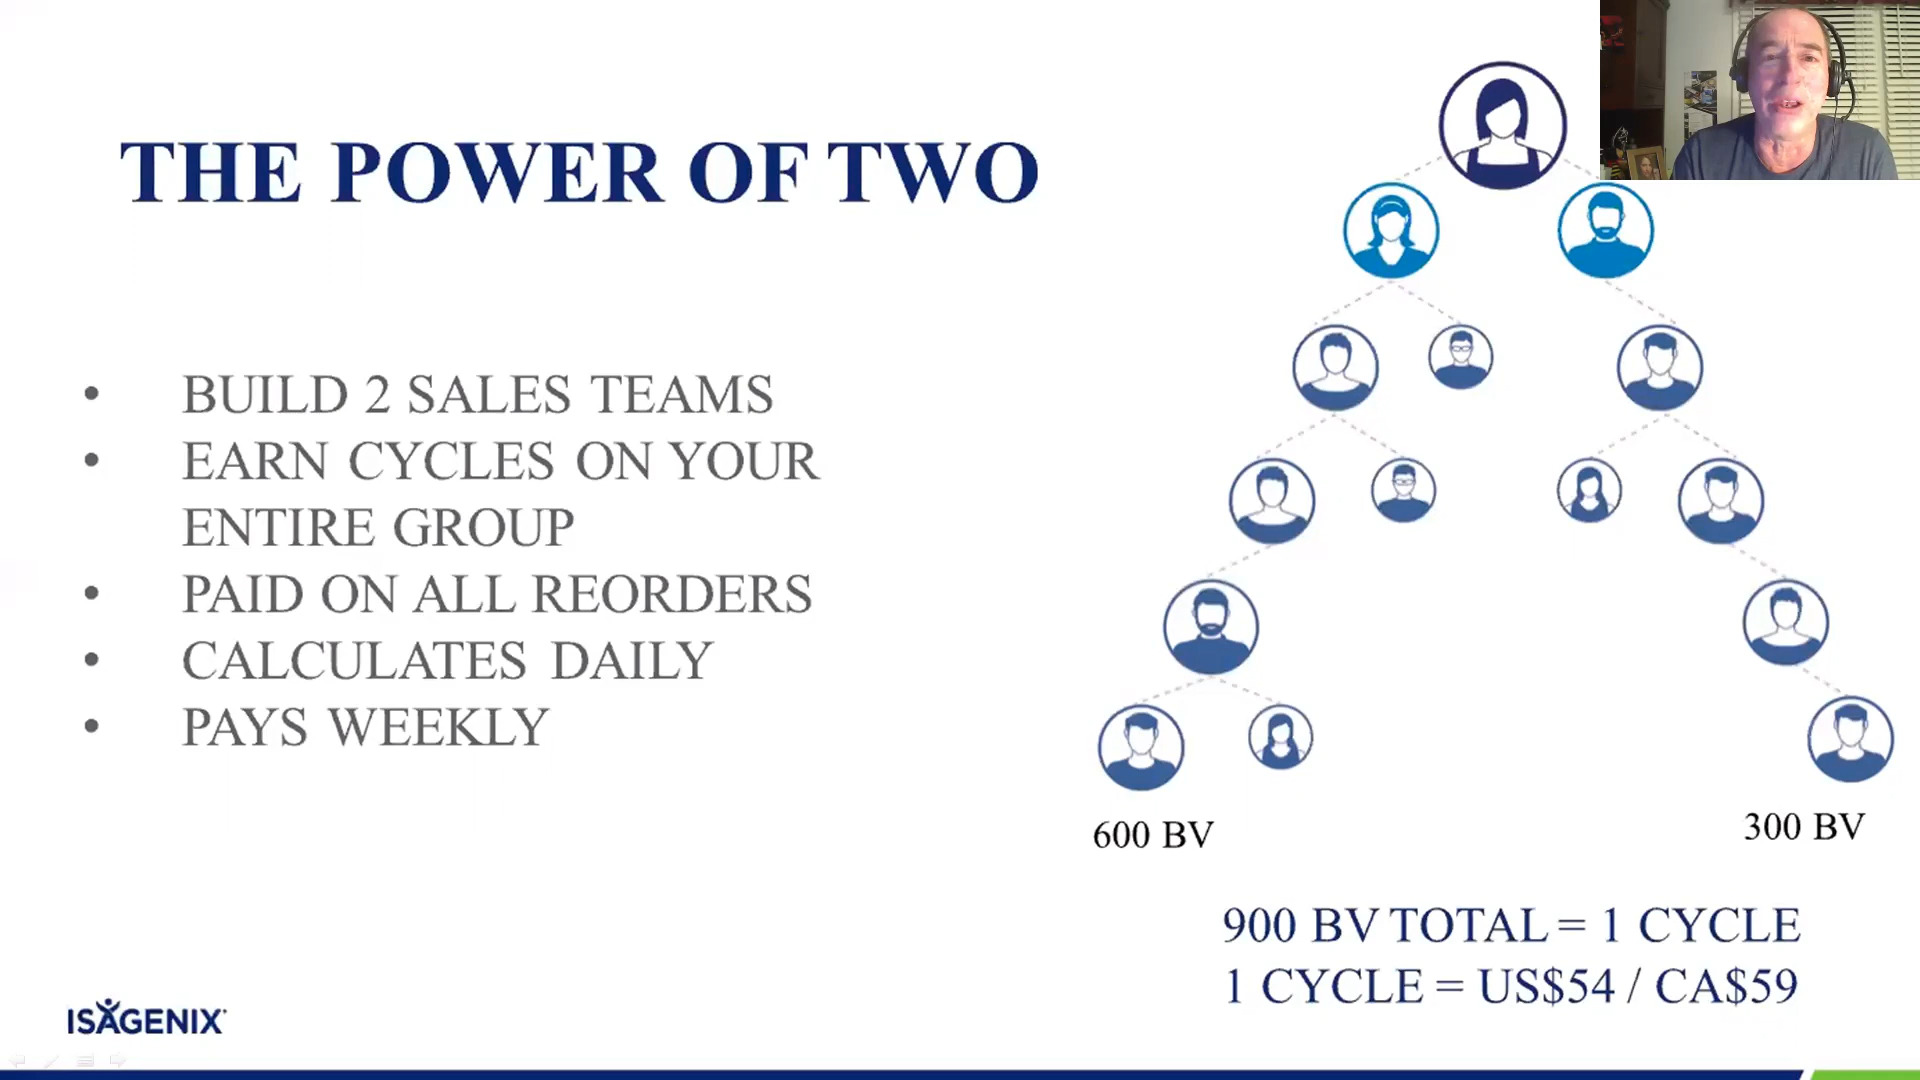 THE POWER OF TWO
• BUILD 2 SALES TEAMS
• EARN CYCLES ON YOUR
ENTIRE GROUP
• PAID ON ALL REORDERS
• CALCULATES DAILY
• PAYS WEEKLY
600 BV
300 BV
900 BV TOTAL = 1 CYCLE
1 CYCLE = US$54 / CA$59
ISAGENIX